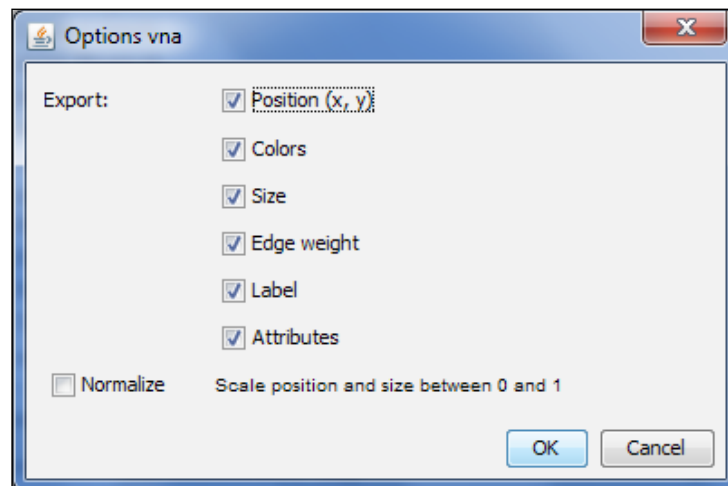 Options vna
Export:
Position (x, y)
Colors
Size
Edge weight
Label
Attributes
Normalize Scale position and size between 0 and 1
OK Cancel